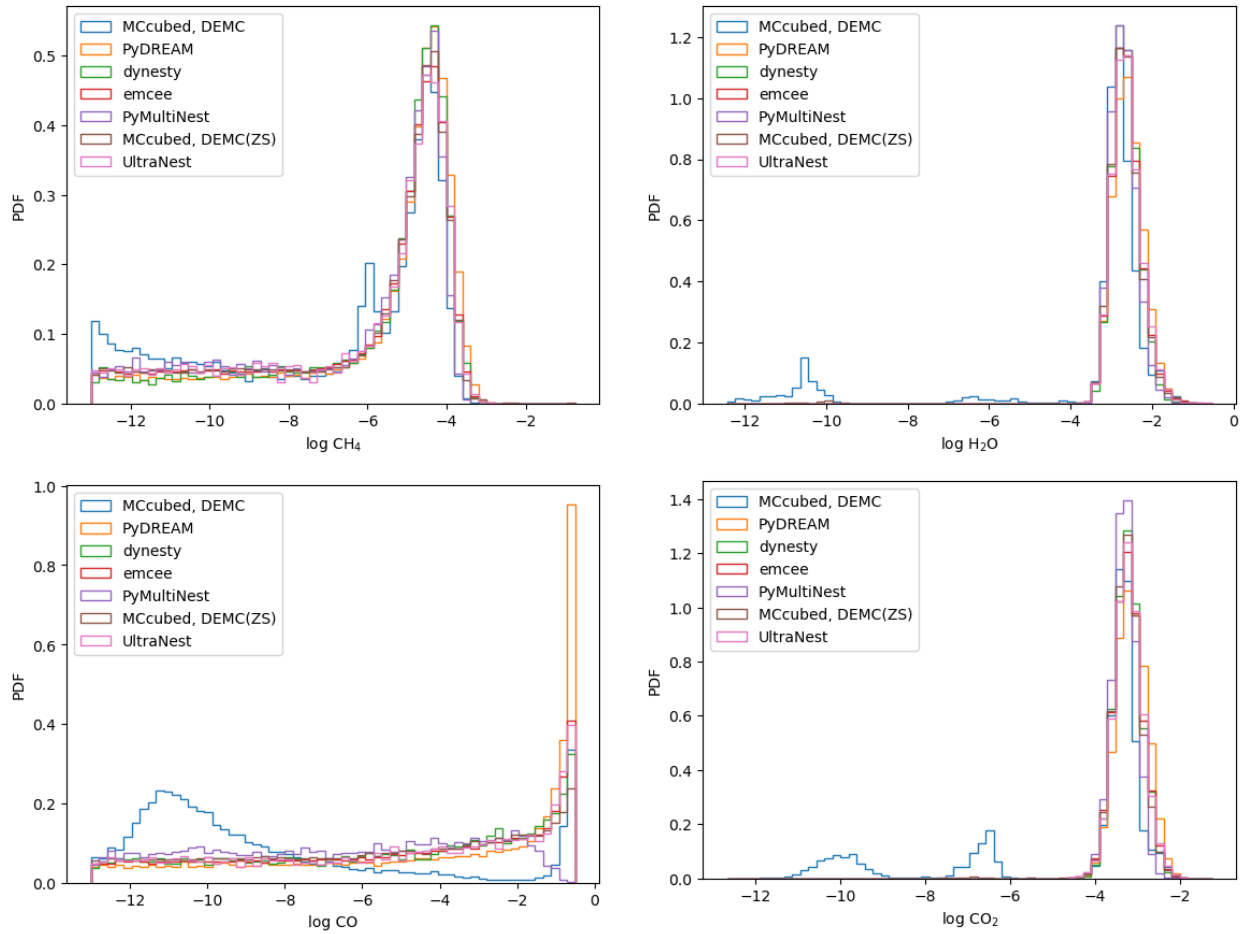 MCcubed, DEMC
PyDREAM
dynesty
emcee
PyMultiNest
MCcubed, DEMC(ZS)
UltraNest
PDF
0.5
0.4
0.3
0.2
0.1
0.0
−12
−10
−8
−6
−4
−2
log CH₄
MCcubed, DEMC
PyDREAM
dynesty
emcee
PyMultiNest
MCcubed, DEMC(ZS)
UltraNest
PDF
1.2
1.0
0.8
0.6
0.4
0.2
0.0
−12
−10
−8
−6
−4
−2
0
log H₂O
MCcubed, DEMC
PyDREAM
dynesty
emcee
PyMultiNest
MCcubed, DEMC(ZS)
UltraNest
PDF
1.0
0.8
0.6
0.4
0.2
0.0
−12
−10
−8
−6
−4
−2
0
log CO
MCcubed, DEMC
PyDREAM
dynesty
emcee
PyMultiNest
MCcubed, DEMC(ZS)
UltraNest
PDF
1.4
1.2
1.0
0.8
0.6
0.4
0.2
0.0
−12
−10
−8
−6
−4
−2
log CO₂